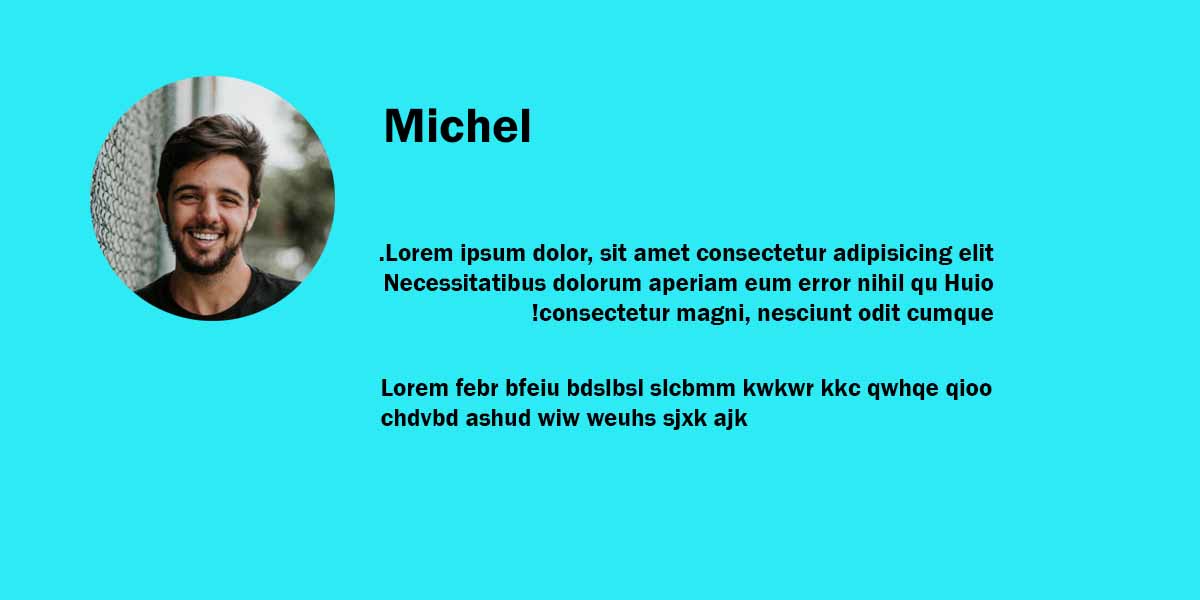 Michel
.Lorem ipsum dolor, sit amet consectetur adipisicing elit
Necessitatibus dolorum aperiam eum error nihil qu Huio
!consectetur magni, nesciunt odit cumque
Lorem febr bfeiu bdslbsl slcbmm kwkwr kkc qwhqe qioo
chdvbd ashud wiw weuhs sjxk ajk